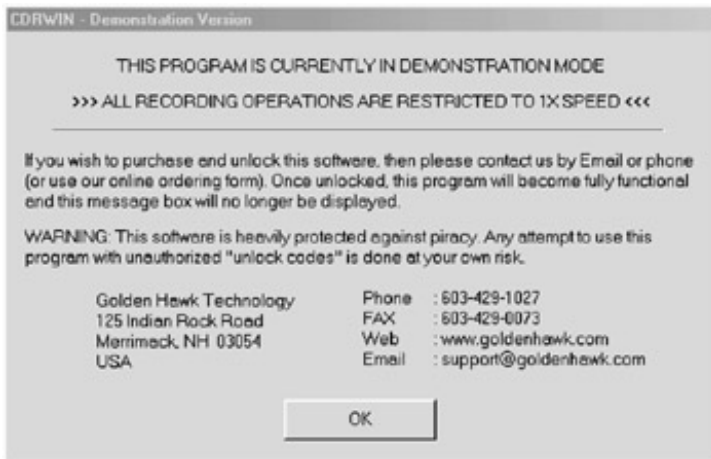 CDRWIN - Demonstration Version
THIS PROGRAM IS CURRENTLY IN DEMONSTRATION MODE
>>> ALL RECORDING OPERATIONS ARE RESTRICTED TO 1X SPEED <<<
If you wish to purchase and unlock this software, then please contact us by Email or phone
(or use our online ordering form). Once unlocked, this program will become fully functional
and this message box will no longer be displayed.
WARNING: This software is heavily protected against piracy. Any attempt to use this
program with unauthorized "unlock codes" is done at your own risk.
Golden Hawk Technology
125 Indian Rock Road
Merrimack, NH 03054
USA
Phone : 603-429-1027
FAX : 603-429-0073
Web : www.goldenhawk.com
Email : support@goldenhawk.com
OK